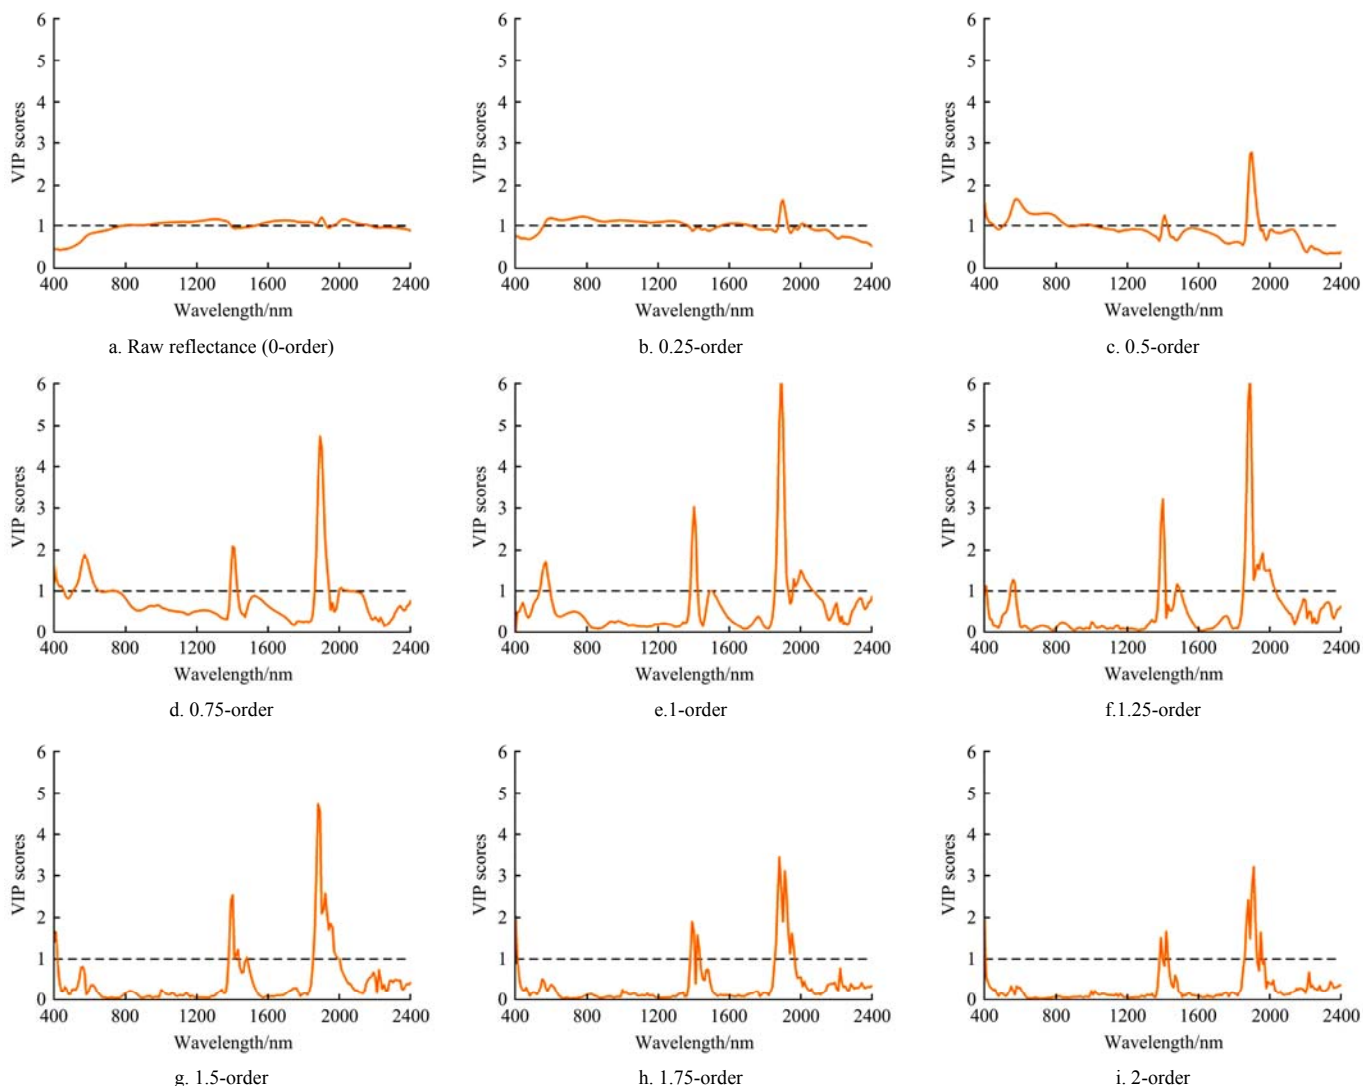 6
5
4
3
2
1
0
VIP scores
400 800 1200 1600 2000 2400
Wavelength/nm
a. Raw reflectance (0-order)
6
5
4
3
2
1
0
VIP scores
400 800 1200 1600 2000 2400
Wavelength/nm
b. 0.25-order
6
5
4
3
2
1
0
VIP scores
400 800 1200 1600 2000 2400
Wavelength/nm
c. 0.5-order
6
5
4
3
2
1
0
VIP scores
400 800 1200 1600 2000 2400
Wavelength/nm
d. 0.75-order
6
5
4
3
2
1
0
VIP scores
400 800 1200 1600 2000 2400
Wavelength/nm
e.1-order
6
5
4
3
2
1
0
VIP scores
400 800 1200 1600 2000 2400
Wavelength/nm
f.1.25-order
6
5
4
3
2
1
0
VIP scores
400 800 1200 1600 2000 2400
Wavelength/nm
g. 1.5-order
6
5
4
3
2
1
0
VIP scores
400 800 1200 1600 2000 2400
Wavelength/nm
h. 1.75-order
6
5
4
3
2
1
0
VIP scores
400 800 1200 1600 2000 2400
Wavelength/nm
i. 2-order